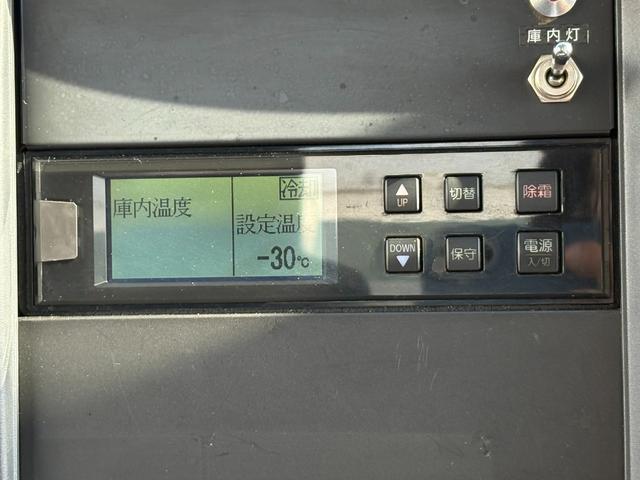 庫内灯
冷却
庫内温度
設定温度
-30℃
UP
切替
除霜
DOWN
保守
電源
入/切